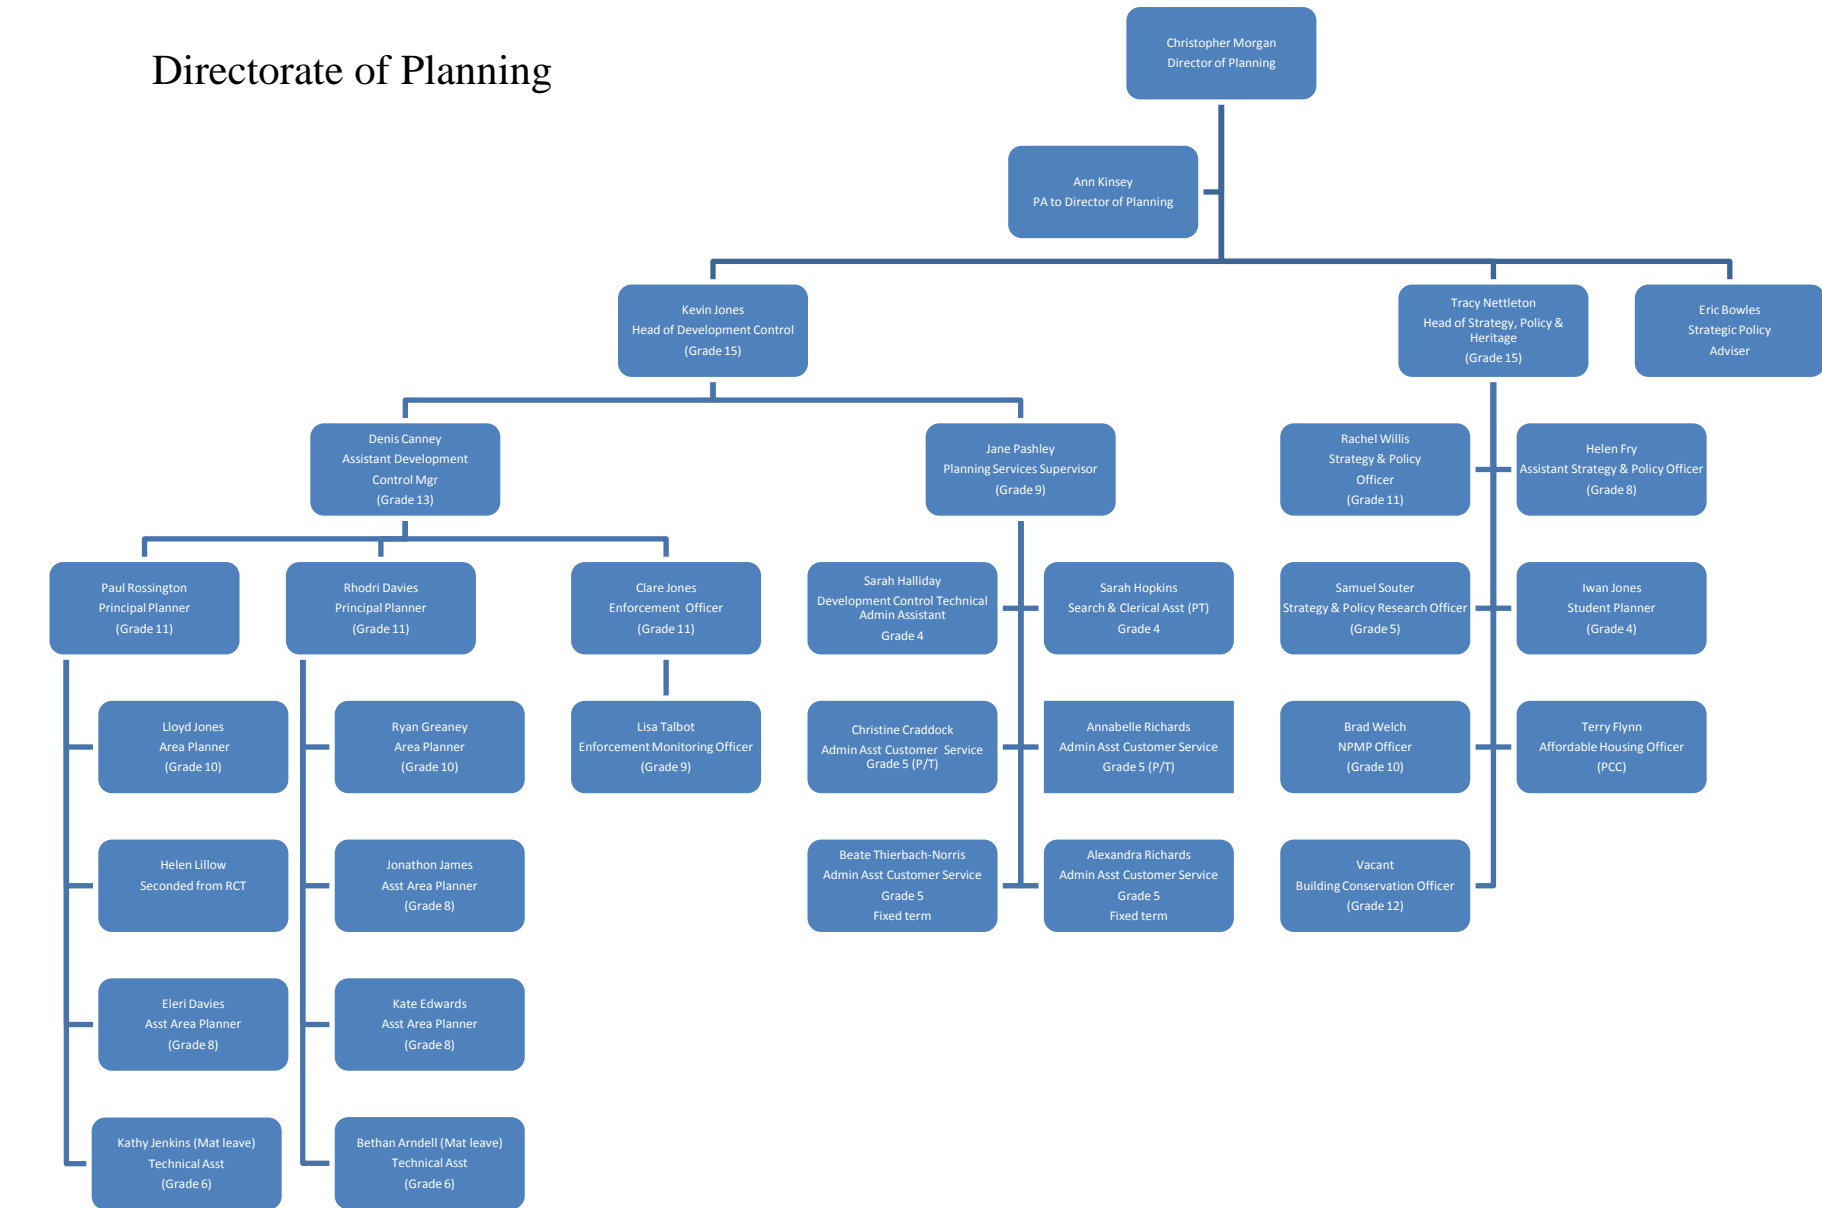 Directorate of Planning
Christopher Morgan
Director of Planning
Ann Kinsey
PA to Director of Planning
Kevin Jones
Head of Development Control
(Grade 15)
Tracy Nettleton
Head of Strategy, Policy &
Heritage
(Grade 15)
Eric Bowles
Strategic Policy
Adviser
Denis Canney
Assistant Development
Control Mgr
(Grade 13)
Jane Pashley
Planning Services Supervisor
(Grade 9)
Rachel Willis
Strategy & Policy
Officer
(Grade 11)
Helen Fry
Assistant Strategy & Policy Officer
(Grade 8)
Paul Rossington
Principal Planner
(Grade 11)
Rhodri Davies
Principal Planner
(Grade 11)
Clare Jones
Enforcement Officer
(Grade 11)
Sarah Halliday
Development Control Technical
Admin Assistant
Grade 4
Sarah Hopkins
Search & Clerical Asst (PT)
Grade 4
Samuel Souter
Strategy & Policy Research Officer
(Grade 5)
Iwan Jones
Student Planner
(Grade 4)
Lloyd Jones
Area Planner
(Grade 10)
Ryan Greaney
Area Planner
(Grade 10)
Lisa Talbot
Enforcement Monitoring Officer
(Grade 9)
Christine Craddock
Admin Asst Customer Service
Grade 5 (P/T)
Annabelle Richards
Admin Asst Customer Service
Grade 5 (P/T)
Brad Welch
NPMP Officer
(Grade 10)
Terry Flynn
Affordable Housing Officer
(PCC)
Helen Lillow
Seconded from RCT
Jonathon James
Asst Area Planner
(Grade 8)
Beate Thierbach-Norris
Admin Asst Customer Service
Grade 5
Fixed term
Alexandra Richards
Admin Asst Customer Service
Grade 5
Fixed term
Vacant
Building Conservation Officer
(Grade 12)
Eleri Davies
Asst Area Planner
(Grade 8)
Kate Edwards
Asst Area Planner
(Grade 8)
Kathy Jenkins (Mat leave)
Technical Asst
(Grade 6)
Bethan Arndell (Mat leave)
Technical Asst
(Grade 6)